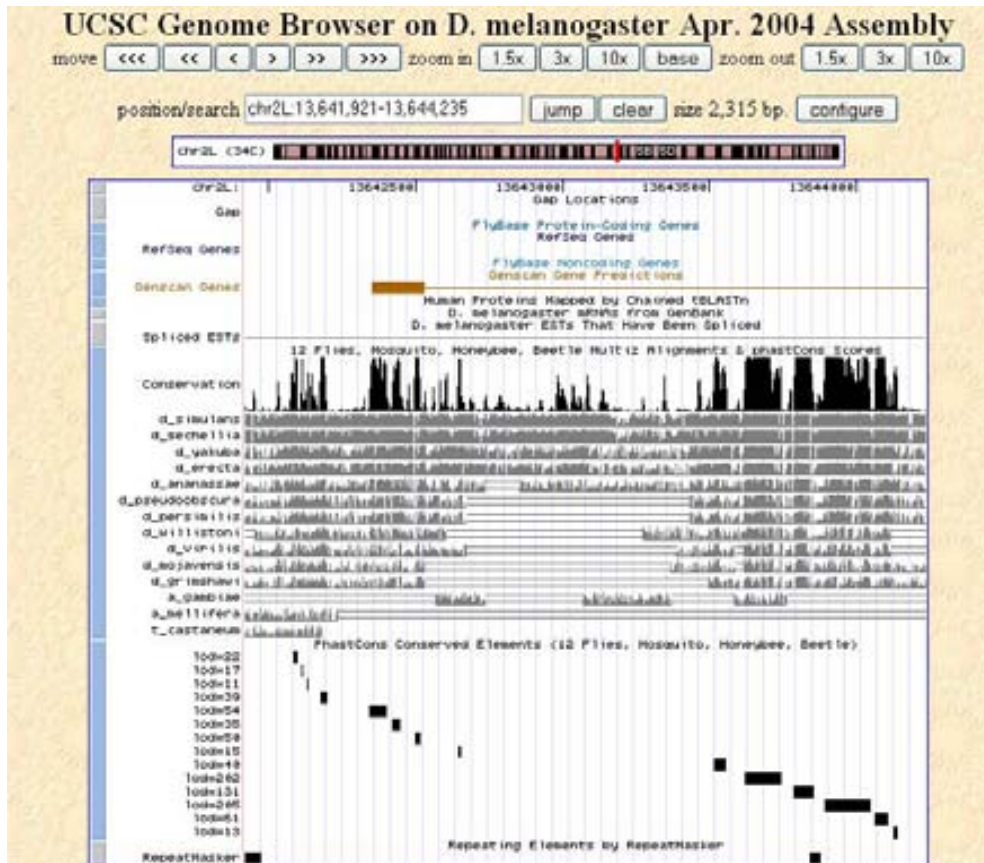 UCSC Genome Browser on D. melanogaster Apr. 2004 Assembly
move <<< << < > >> >>> zoom in 1.5x 3x 10x base zoom out 1.5x 3x 10x
position/search chr2L:13,641,921-13,644,235 jump clear size 2,315 bp. configure
chr2L (34C)
chr2L: 13642500 13643000 13643500 13644000
Gap Locations
Gap
FlyBase Protein-Coding Genes
RefSeq Genes
RefSeq Genes
FlyBase Noncoding Genes
Genscan Gene Predictions
Genscan Genes
Human Proteins Mapped by Chained tBLASTn
D. melanogaster mRNAs from GenBank
D. melanogaster ESTs That Have Been Spliced
Spliced ESTs
12 Flies, Mosquito, Honeybee, Beetle Multiz Alignments & phastCons Scores
Conservation
d_simulans
d_sechellia
d_yakuba
d_erecta
d_ananassae
d_pseudoobscura
d_persimilis
d_willistoni
d_virilis
d_mojavensis
d_grimshawi
a_gambiae
a_mellifera
t_castaneum
PhastCons Conserved Elements (12 Flies, Mosquito, Honeybee, Beetle)
lod=22
lod=17
lod=11
lod=39
lod=54
lod=35
lod=50
lod=15
lod=40
lod=262
lod=131
lod=205
lod=61
lod=13
Repeating Elements by RepeatMasker
RepeatMasker